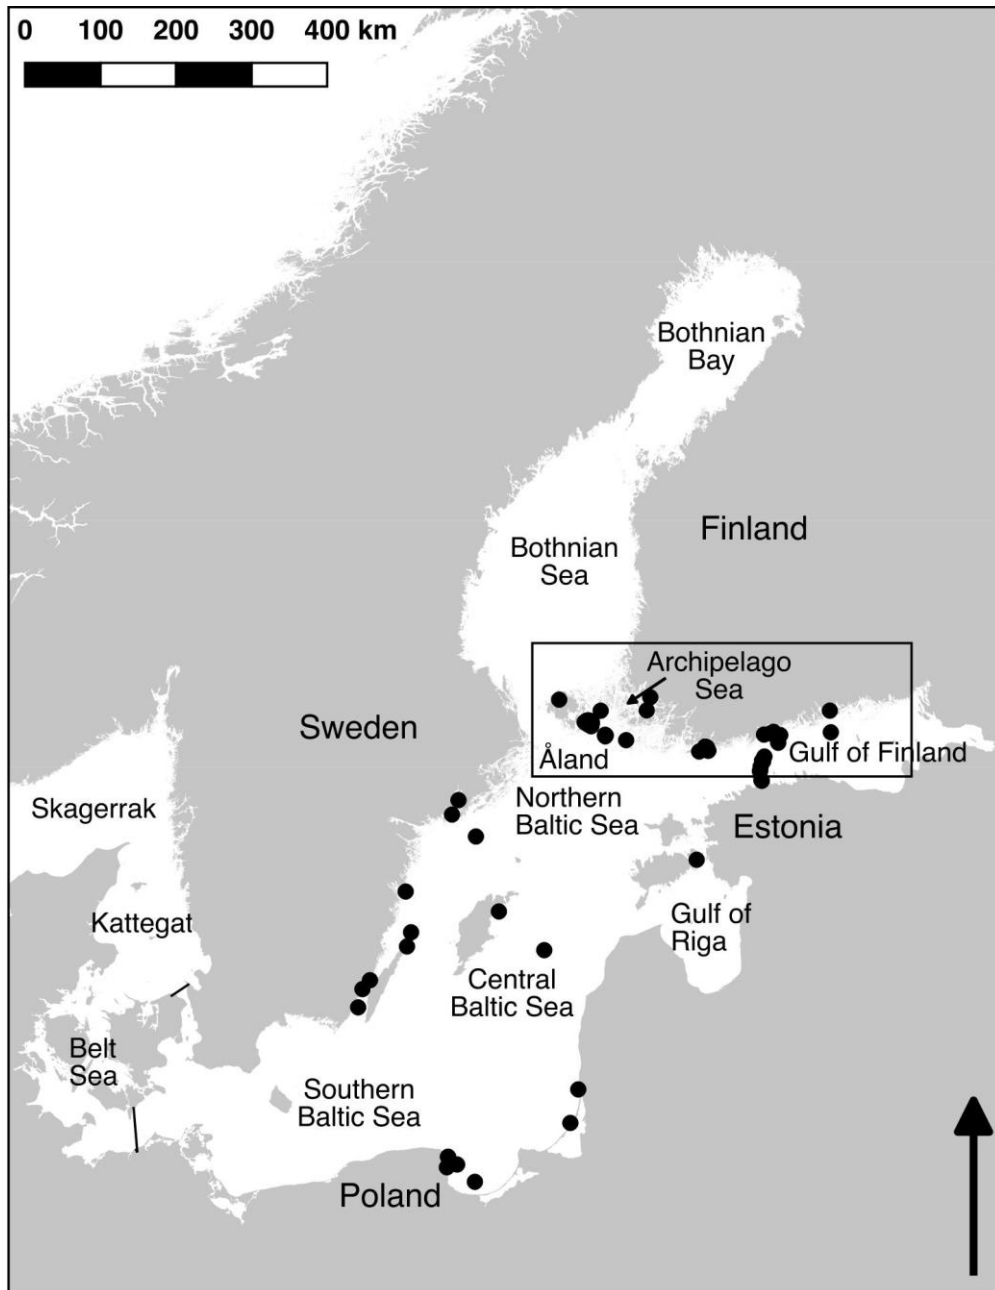 0 100 200 300 400 km
Bothnian
Bay
Finland
Bothnian
Sea
Archipelago
Sea
Sweden
Åland
Gulf of Finland
Northern
Baltic Sea
Skagerrak
Estonia
Kattegat
Gulf of
Riga
Central
Baltic Sea
Belt
Sea
Southern
Baltic Sea
Poland